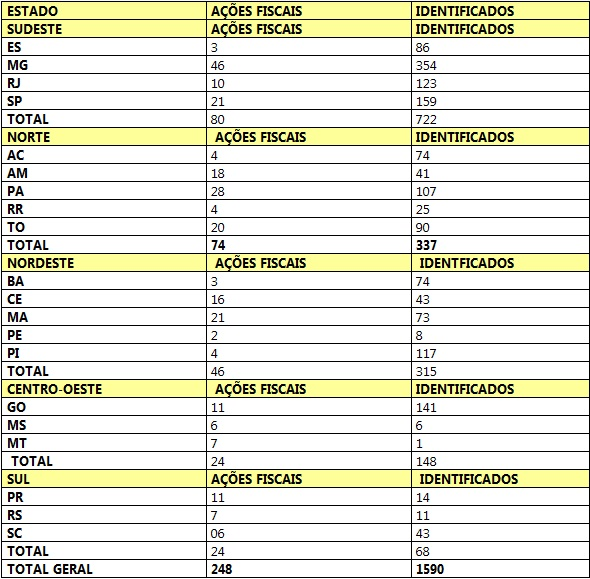 ESTADO AÇÕES FISCAIS IDENTIFICADOS
SUDESTE AÇÕES FISCAIS IDENTIFICADOS
ES 3 86
MG 46 354
RJ 10 123
SP 21 159
TOTAL 80 722
NORTE AÇÕES FISCAIS IDENTIFICADOS
AC 4 74
AM 18 41
PA 28 107
RR 4 25
TO 20 90
TOTAL 74 337
NORDESTE AÇÕES FISCAIS IDENTFICADOS
BA 3 74
CE 16 43
MA 21 73
PE 2 8
PI 4 117
TOTAL 46 315
CENTRO-OESTE AÇÕES FISCAIS IDENTIFICADOS
GO 11 141
MS 6 6
MT 7 1
TOTAL 24 148
SUL AÇÕES FISCAIS IDENTIFICADOS
PR 11 14
RS 7 11
SC 06 43
TOTAL 24 68
TOTAL GERAL 248 1590